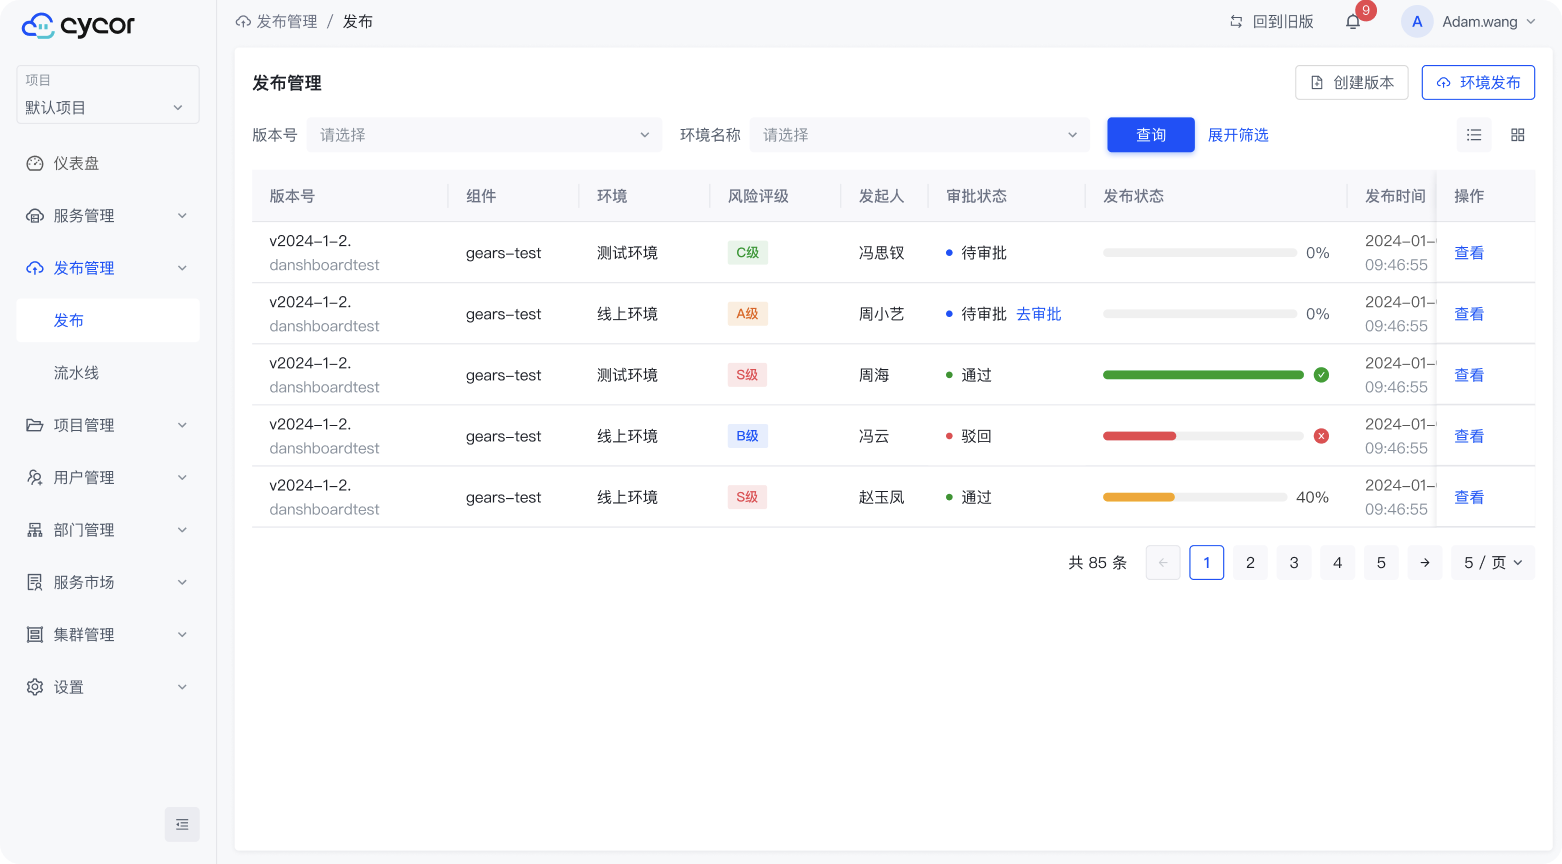 cycor
发布管理 / 发布
回到旧版
9
A
Adam.wang
项目
默认项目
仪表盘
服务管理
发布管理
发布
流水线
项目管理
用户管理
部门管理
服务市场
集群管理
设置
发布管理
创建版本
环境发布
版本号 请选择
环境名称 请选择
查询
展开筛选
版本号 组件 环境 风险评级 发起人 审批状态 发布状态 发布时间 操作
v2024-1-2.
danshboardtest
gears-test 测试环境 C级 冯思钗 待审批 0%
2024-01-
09:46:55
查看
v2024-1-2.
danshboardtest
gears-test 线上环境 A级 周小艺 待审批 去审批 0%
2024-01-
09:46:55
查看
v2024-1-2.
danshboardtest
gears-test 测试环境 S级 周海 通过
2024-01-
09:46:55
查看
v2024-1-2.
danshboardtest
gears-test 线上环境 B级 冯云 驳回
2024-01-
09:46:55
查看
v2024-1-2.
danshboardtest
gears-test 线上环境 S级 赵玉凤 通过 40%
2024-01-
09:46:55
查看
共 85 条 ← 1 2 3 4 5 → 5 / 页